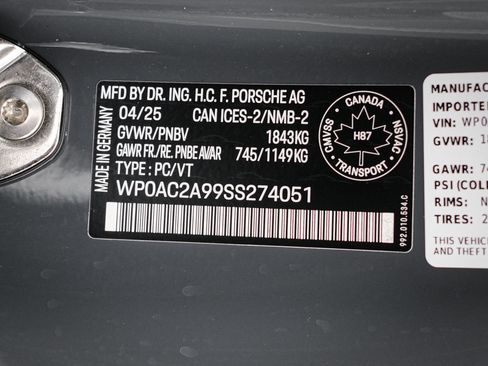 MFD BY DR. ING. H.C. F. PORSCHE AG
MADE IN GERMANY
04/25 CAN ICES-2/NMB-2
GVWR/PNBV 1843KG
GAWR FR./RE. PNBE AV/AR 745/1149KG
TYPE : PC/VT
WP0AC2A99SS274051
CANADA
CMVSS
H87
NSVAC
TRANSPORT
992.010.534.C
MANUFAC
IMPORTE
VIN: WP0
GVWR: 1
GAWR: 74
PSI (COL
RIMS: N
TIRES: 2
THIS VEHIC
AND THEFT